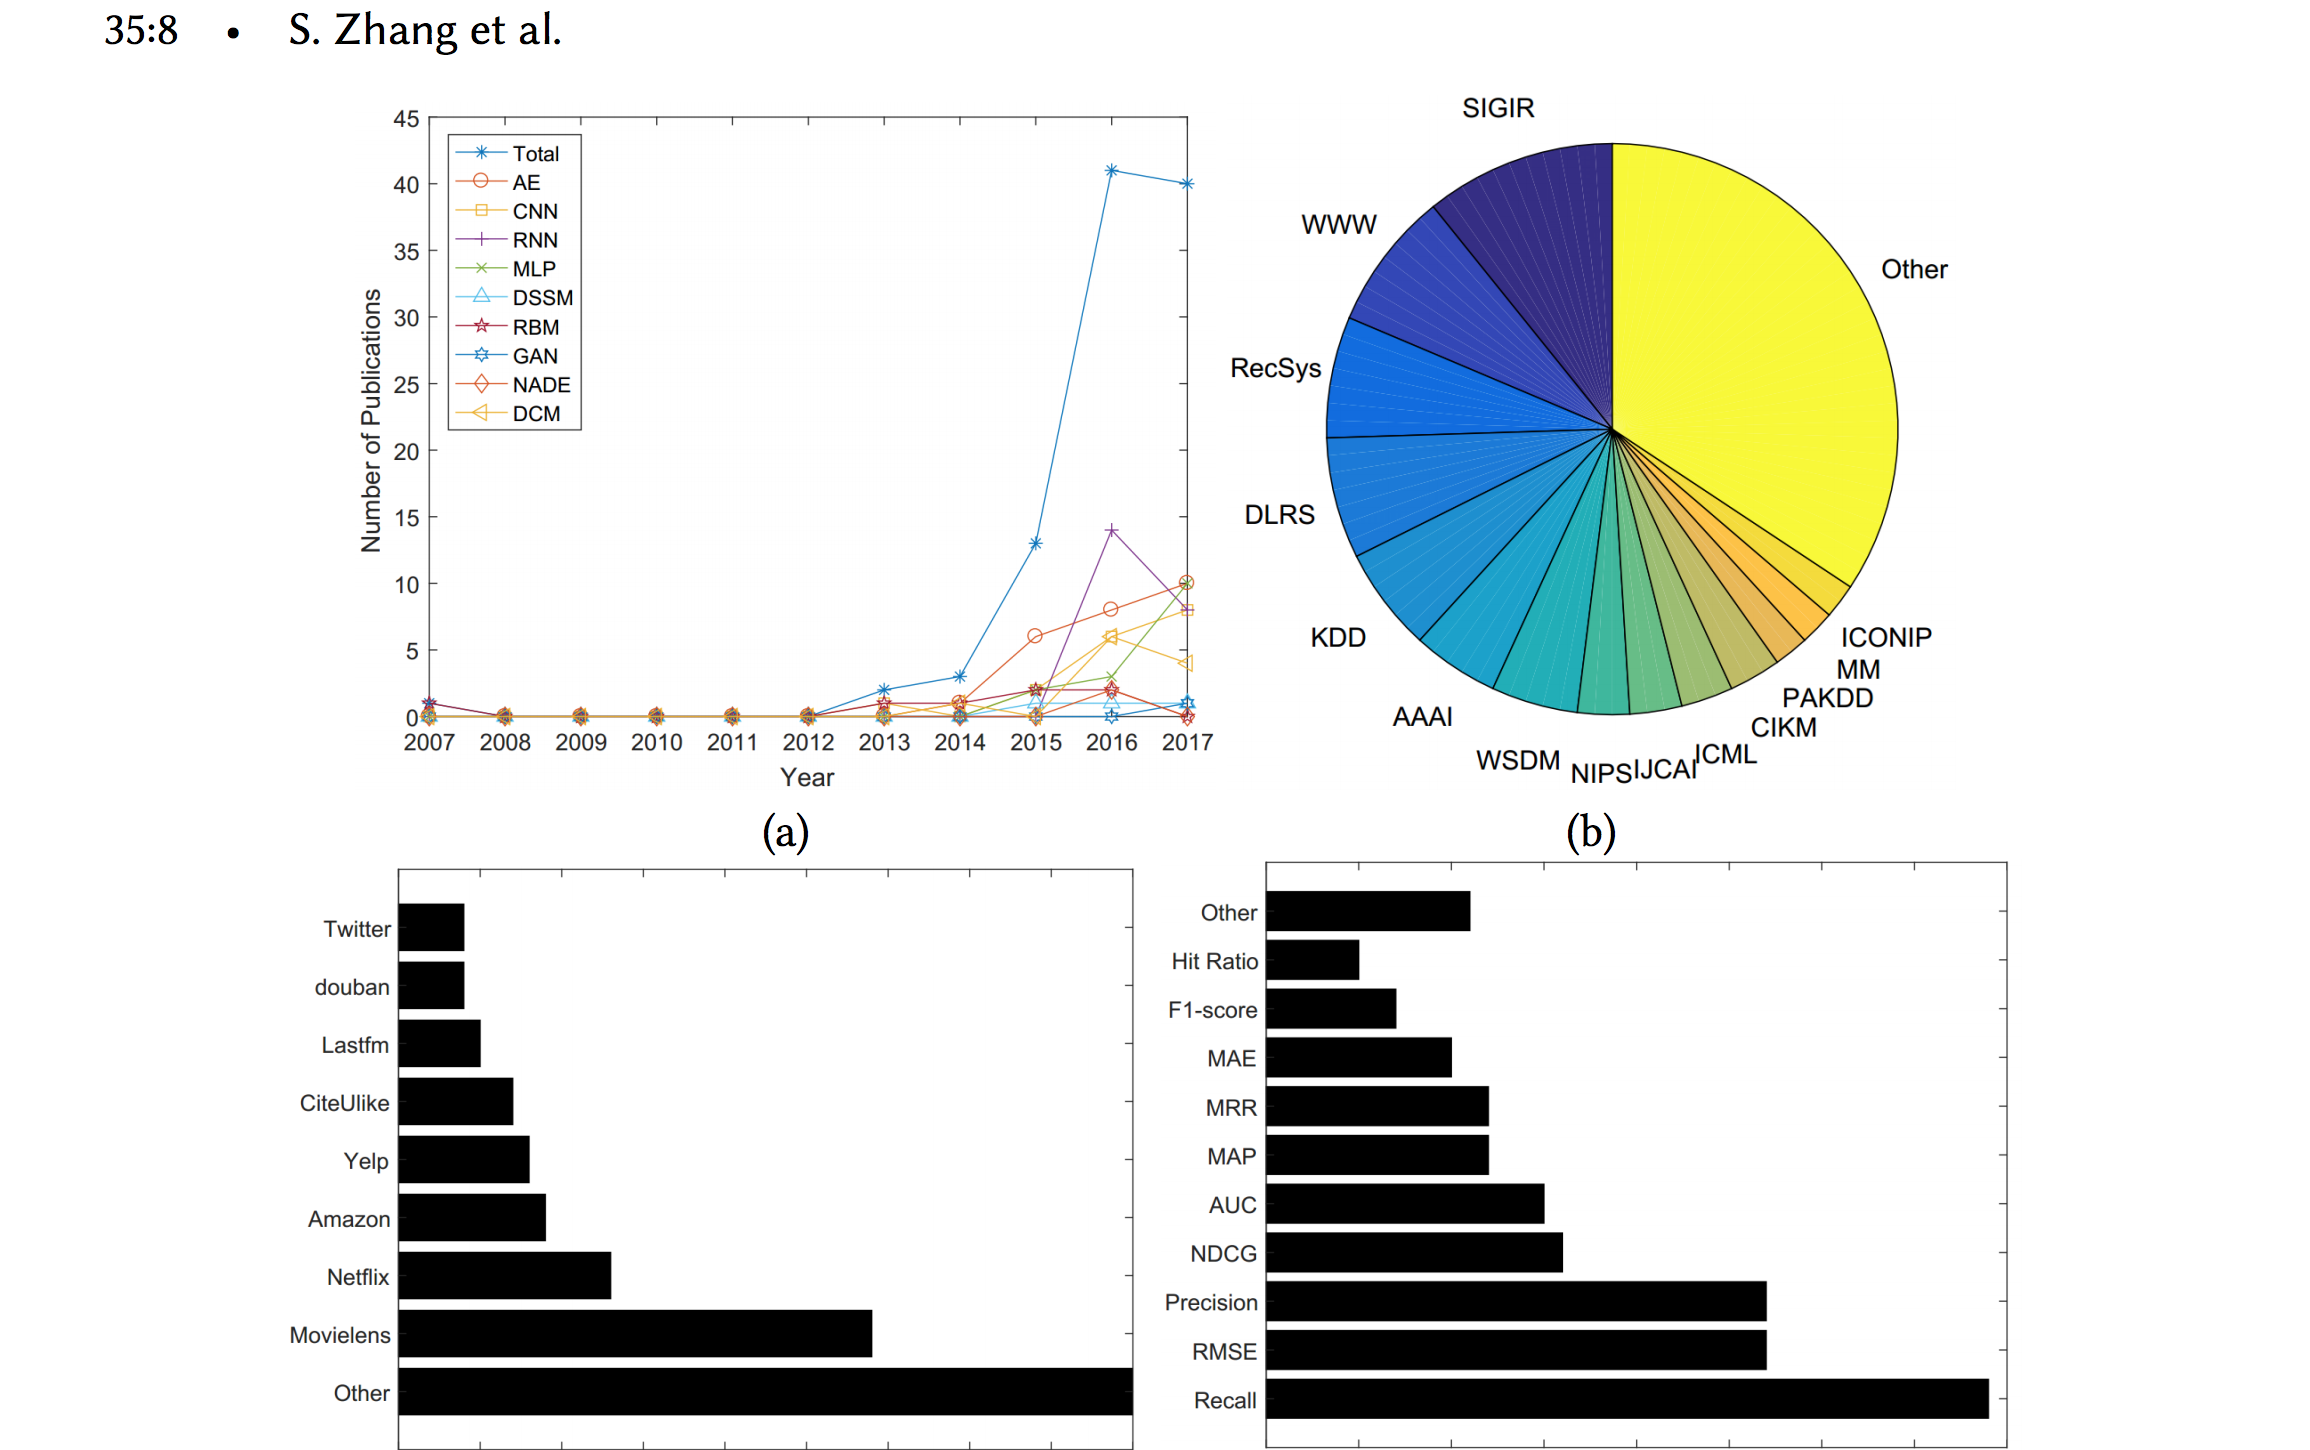 35:8 • S. Zhang et al.
45
40
35
30
25
20
15
10
5
0
Number of Publications
Total
AE
CNN
RNN
MLP
DSSM
RBM
GAN
NADE
DCM
2007 2008 2009 2010 2011 2012 2013 2014 2015 2016 2017
Year
(a)
SIGIR
WWW
RecSys
DLRS
KDD
AAAI
WSDM
NIPS
IJCAI
ICML
CIKM
PAKDD
MM
ICONIP
Other
(b)
Twitter
douban
Lastfm
CiteUlike
Yelp
Amazon
Netflix
Movielens
Other
Other
Hit Ratio
F1-score
MAE
MRR
MAP
AUC
NDCG
Precision
RMSE
Recall